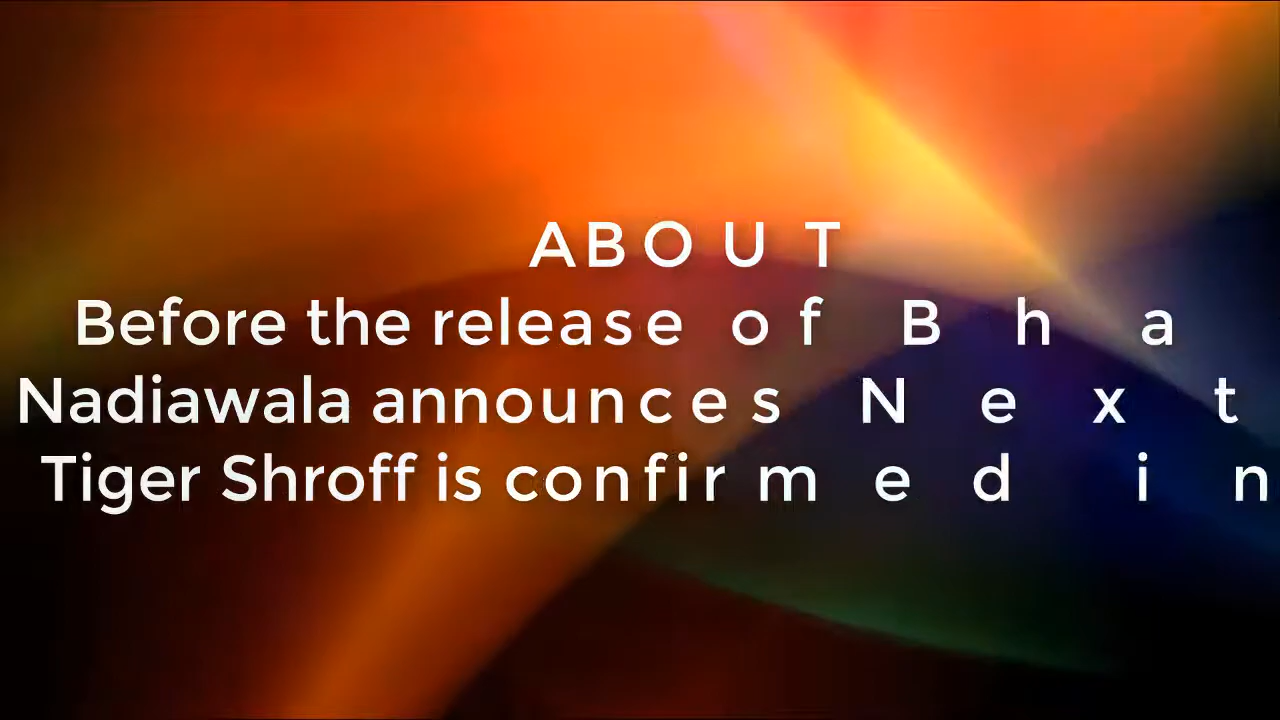 ABOUT
Before the release of Bha
Nadiawala announces Next
Tiger Shroff is confirmed in